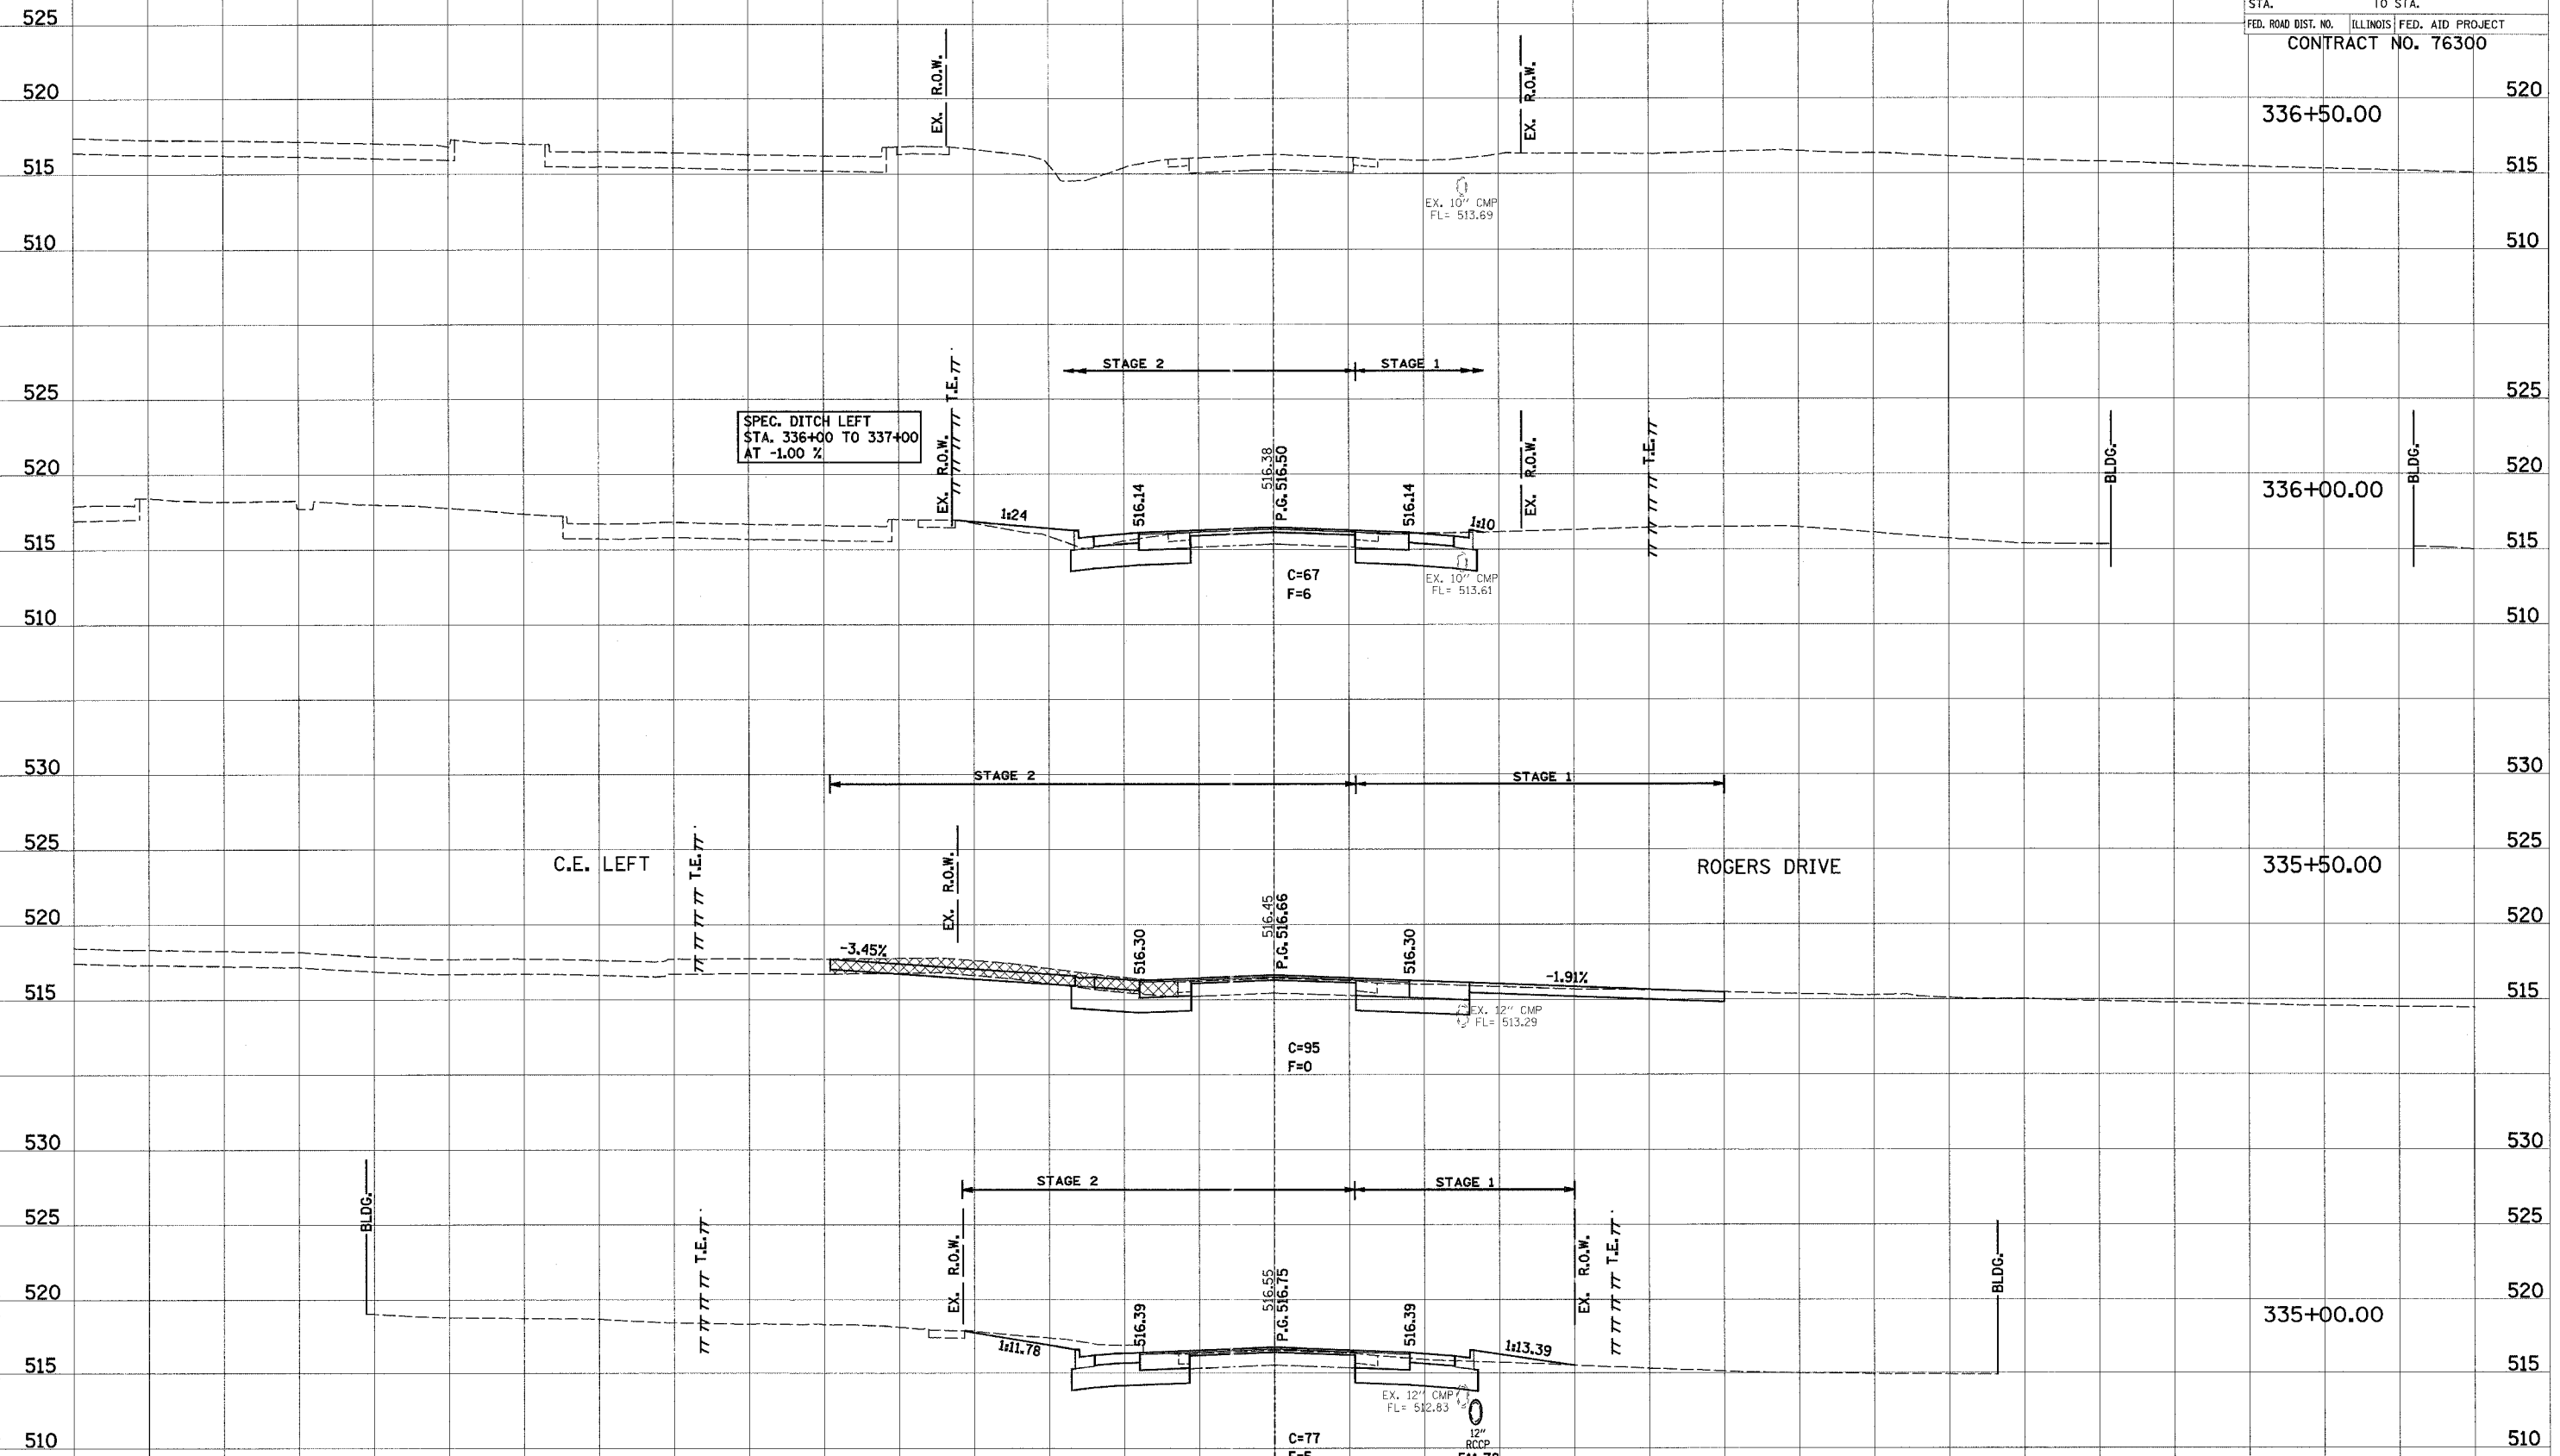 STA. TO STA.
FED. ROAD DIST. NO. ILLINOIS FED. AID PROJECT
CONTRACT NO. 76300
525
EX. R.O.W.
EX. R.O.W.
520
520
336+50.00
515
515
EX. 10" CMP
FL= 513.69
510
510
STAGE 2
STAGE 1
525
525
SPEC. DITCH LEFT
STA. 336+00 TO 337+00
AT -1.00 %
EX. R.O.W.
T.E.
516.38
P.G. 516.50
EX. R.O.W.
T.E.
BLDG.
BLDG.
520
520
336+00.00
1:24
516.14
516.14
1:10
515
515
C=67
F=6
EX. 10" CMP
FL= 513.61
510
510
530
530
STAGE 2
STAGE 1
525
525
C.E. LEFT
T.E.
EX. R.O.W.
ROGERS DRIVE
335+50.00
520
520
-3.45%
516.30
516.45
P.G. 516.66
516.30
-1.91%
515
515
EX. 12" CMP
FL= 513.29
C=95
F=0
530
530
STAGE 2
STAGE 1
BLDG.
525
525
T.E.
EX. R.O.W.
EX. R.O.W.
T.E.
BLDG.
520
520
335+00.00
1:11.78
516.39
516.55
P.G. 516.75
516.39
1:13.39
515
515
EX. 12" CMP
FL= 512.83
12"
RCCP
C=77
510
510